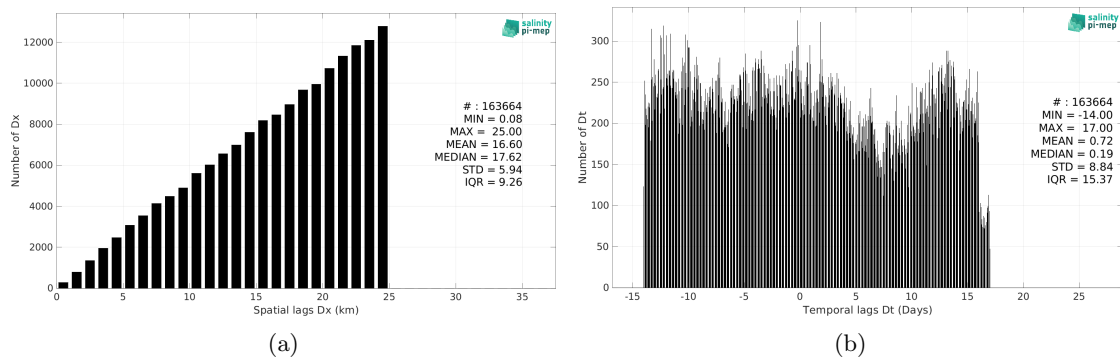 12000
10000
8000
6000
4000
2000
0
Number of Dx
0 5 10 15 20 25 30 35
Spatial lags Dx (km)
salinity
pi-mep
# : 163664
MIN = 0.08
MAX = 25.00
MEAN = 16.60
MEDIAN = 17.62
STD = 5.94
IQR = 9.26
(a)
300
250
200
150
100
50
0
Number of Dt
-15 -10 -5 0 5 10 15 20 25
Temporal lags Dt (Days)
salinity
pi-mep
# : 163664
MIN = -14.00
MAX = 17.00
MEAN = 0.72
MEDIAN = 0.19
STD = 8.84
IQR = 15.37
(b)